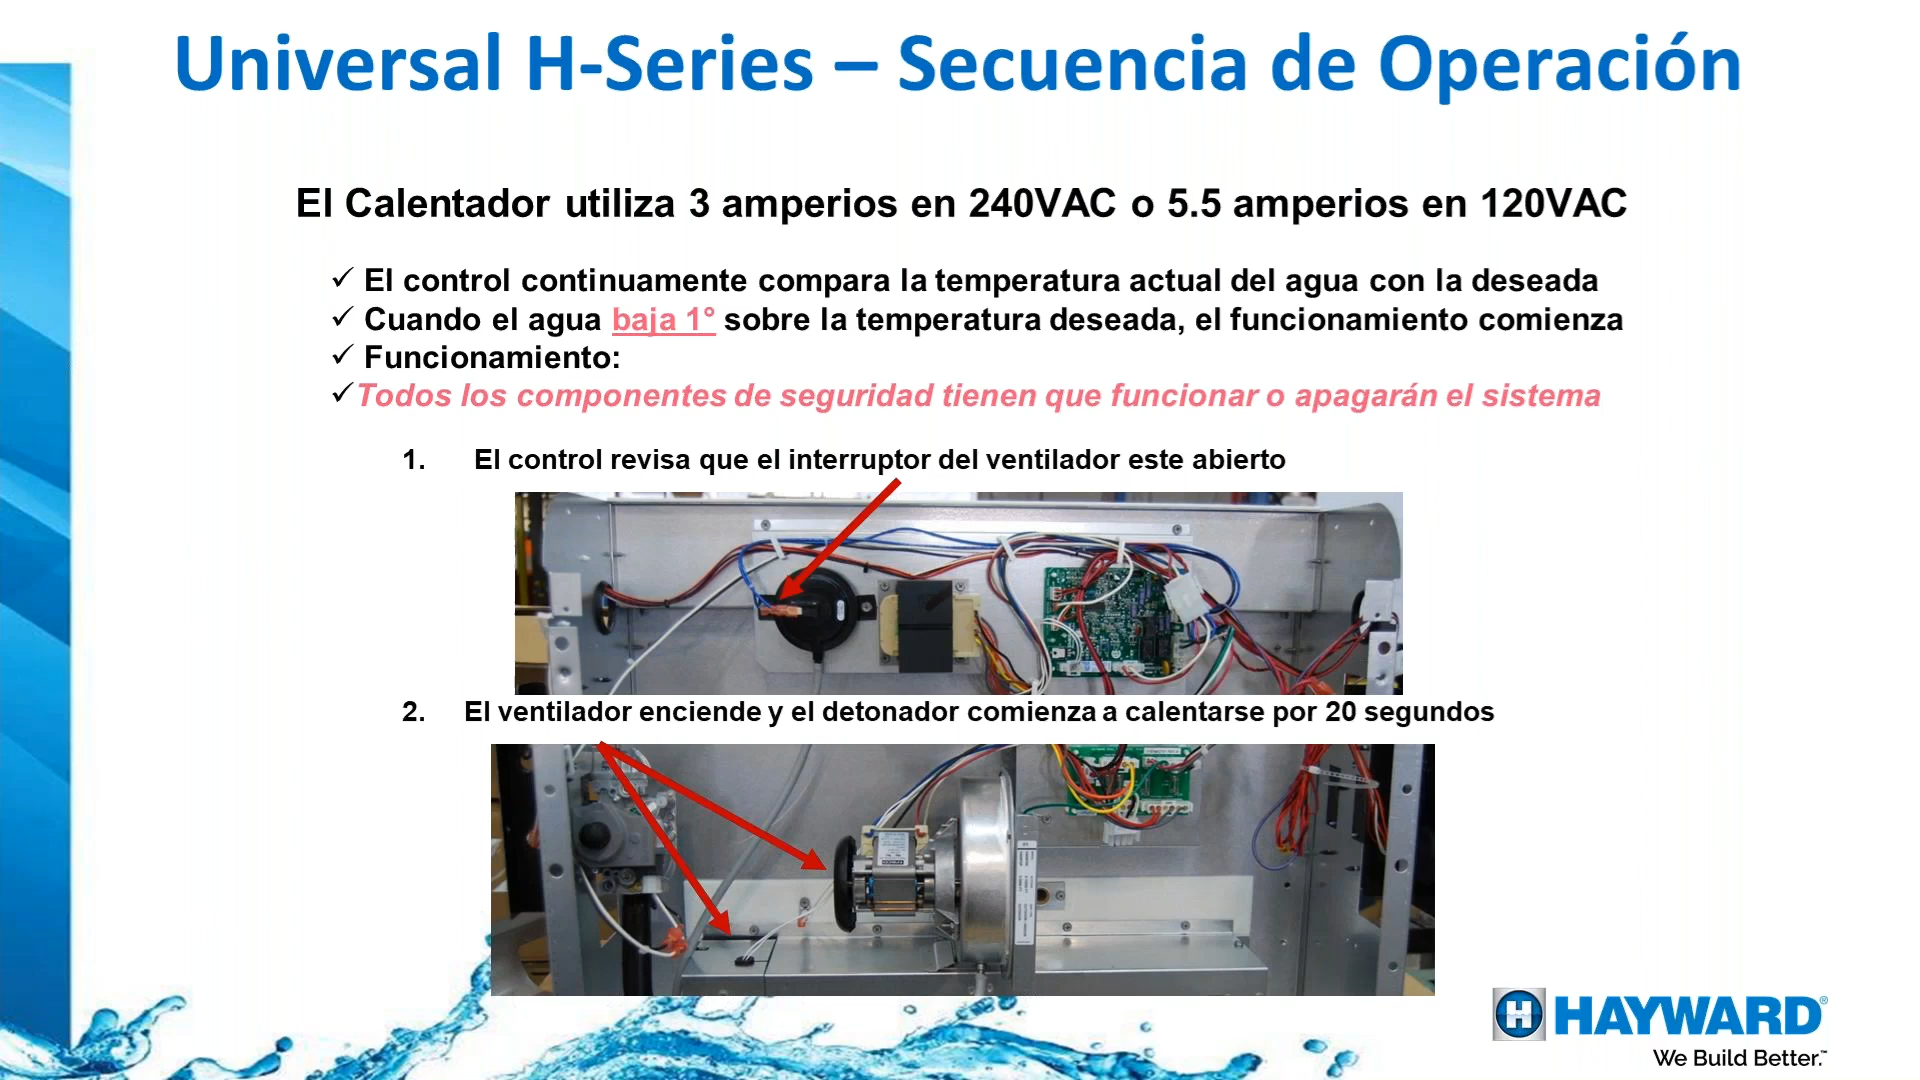 Universal H-Series – Secuencia de Operación
El Calentador utiliza 3 amperios en 240VAC o 5.5 amperios en 120VAC
✓ El control continuamente compara la temperatura actual del agua con la deseada
✓ Cuando el agua baja 1° sobre la temperatura deseada, el funcionamiento comienza
✓ Funcionamiento:
✓ Todos los componentes de seguridad tienen que funcionar o apagarán el sistema
1. El control revisa que el interruptor del ventilador este abierto
2. El ventilador enciende y el detonador comienza a calentarse por 20 segundos
H HAYWARD®
We Build Better.™